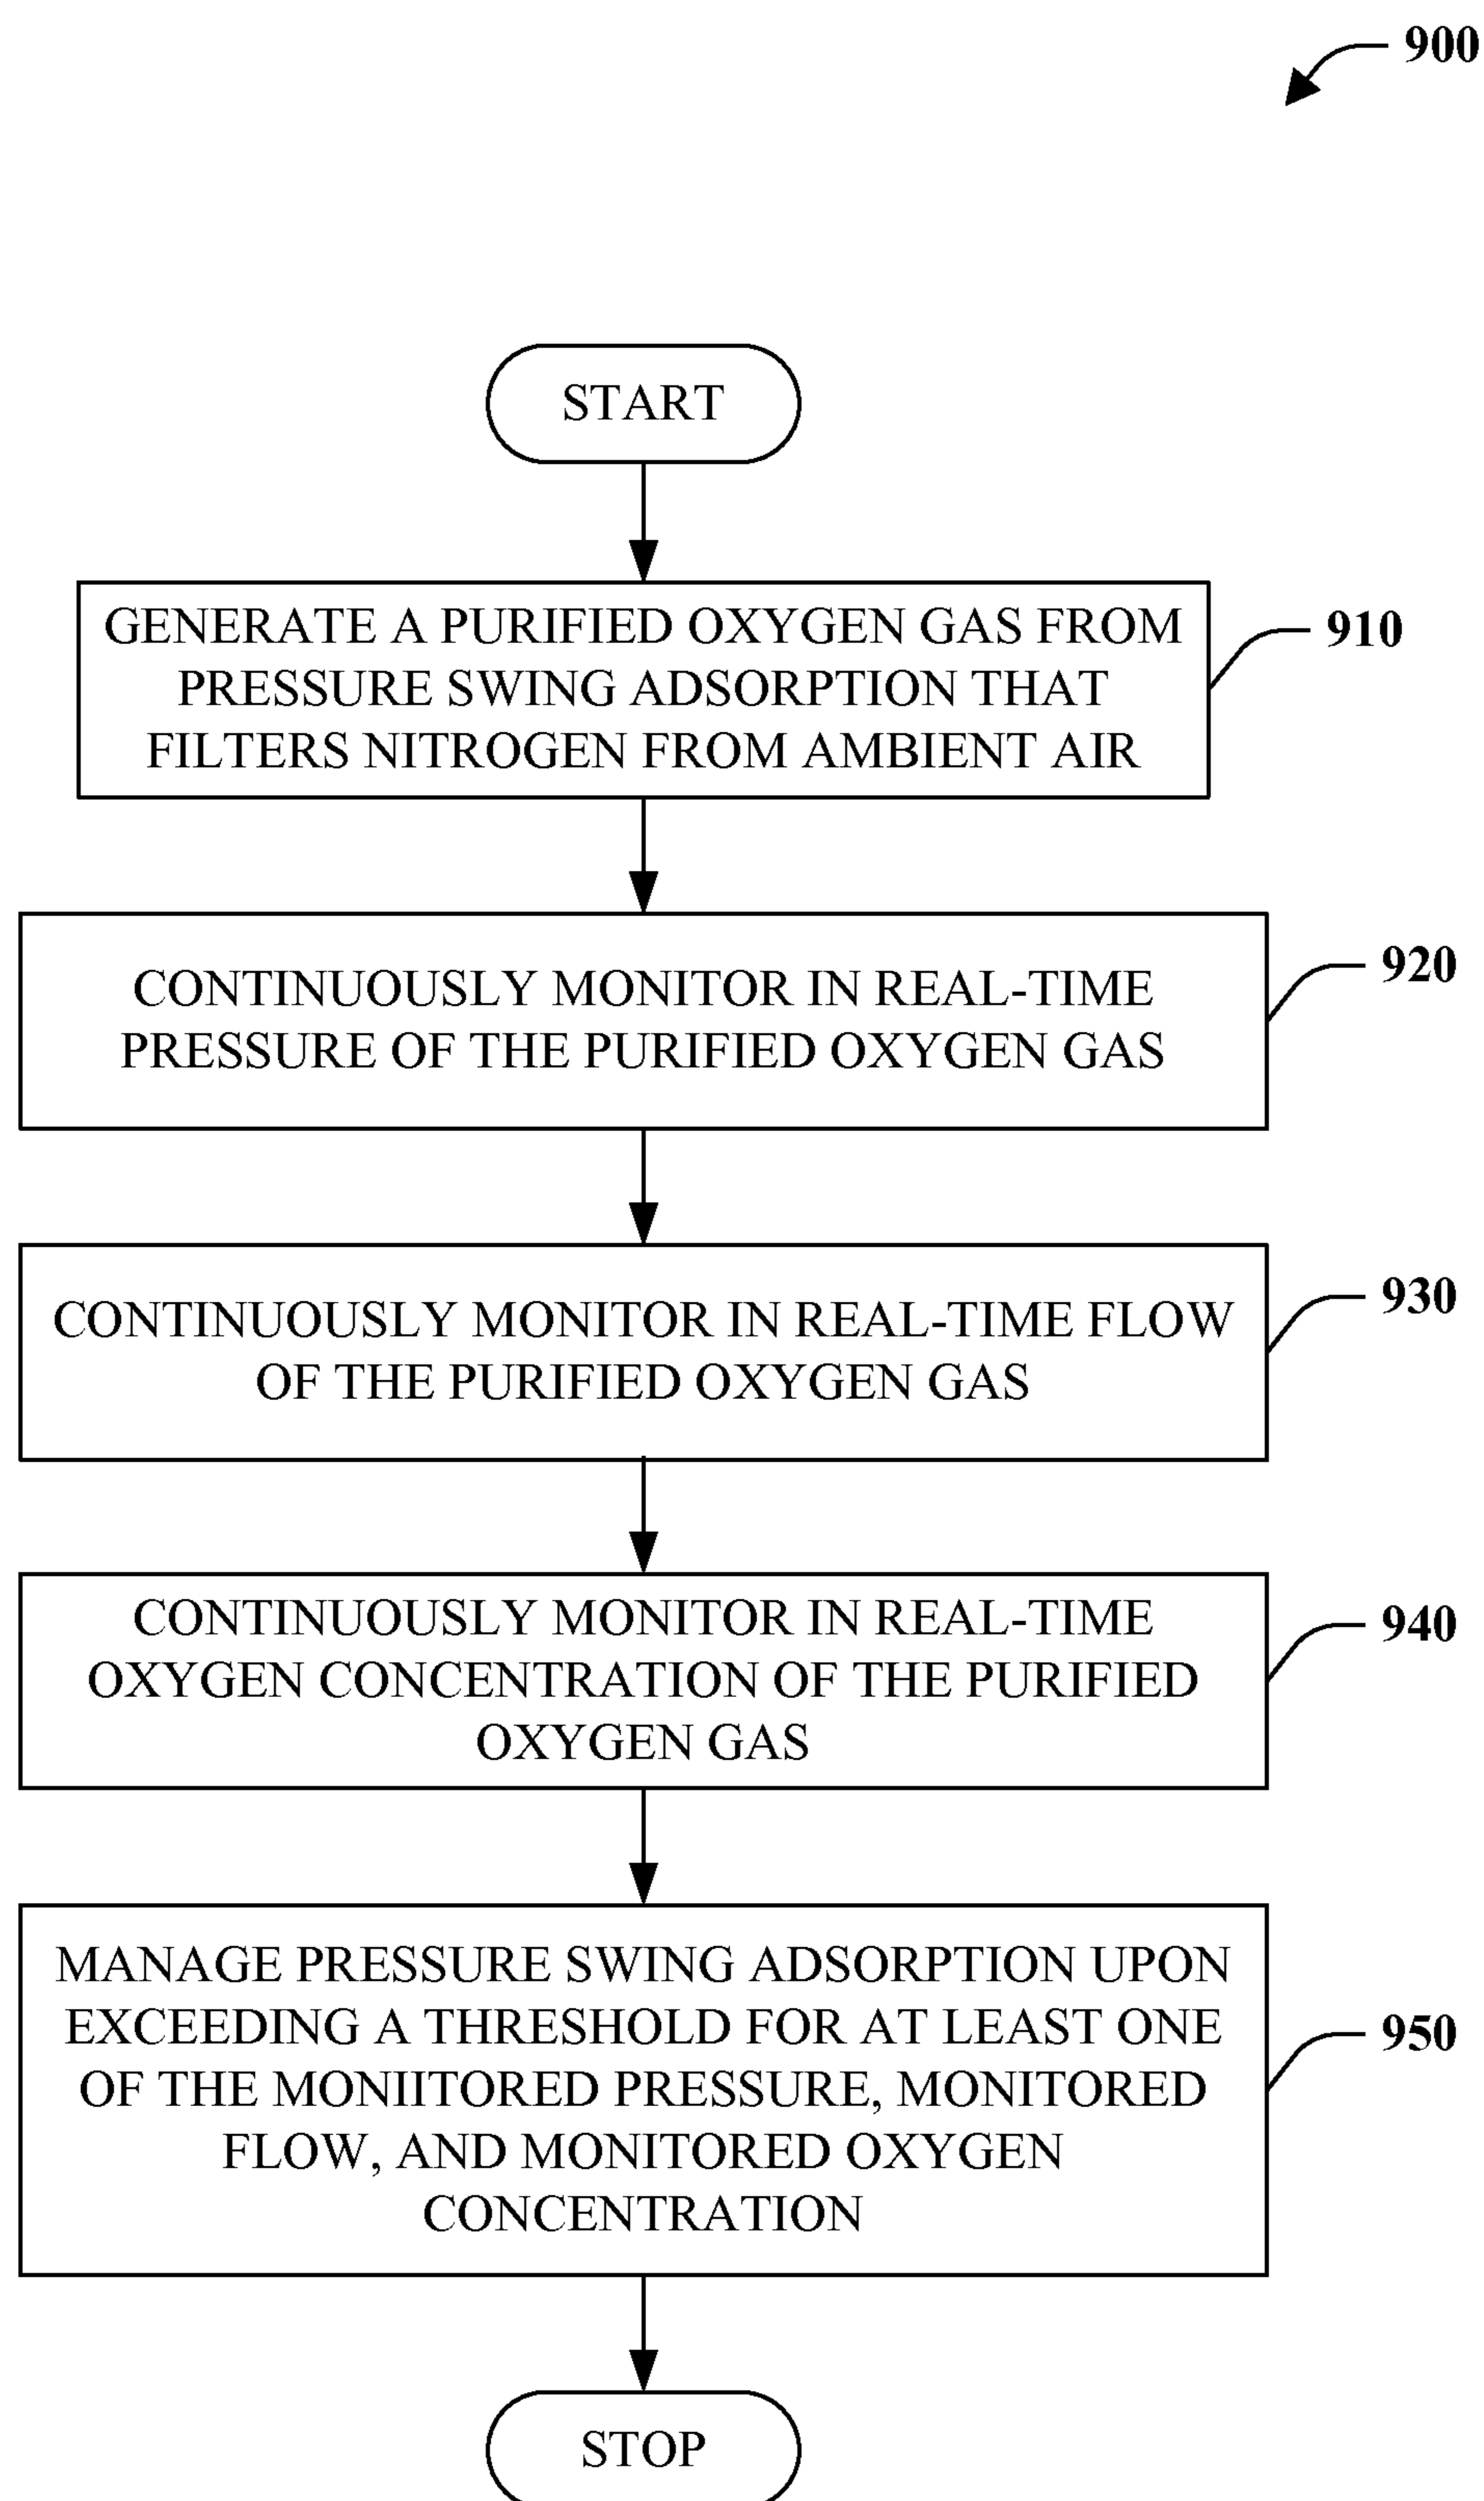 900
START
GENERATE A PURIFIED OXYGEN GAS FROM
PRESSURE SWING ADSORPTION THAT
FILTERS NITROGEN FROM AMBIENT AIR
910
CONTINUOUSLY MONITOR IN REAL-TIME
PRESSURE OF THE PURIFIED OXYGEN GAS
920
CONTINUOUSLY MONITOR IN REAL-TIME FLOW
OF THE PURIFIED OXYGEN GAS
930
CONTINUOUSLY MONITOR IN REAL-TIME
OXYGEN CONCENTRATION OF THE PURIFIED
OXYGEN GAS
940
MANAGE PRESSURE SWING ADSORPTION UPON
EXCEEDING A THRESHOLD FOR AT LEAST ONE
OF THE MONIITORED PRESSURE, MONITORED
FLOW, AND MONITORED OXYGEN
CONCENTRATION
950
STOP